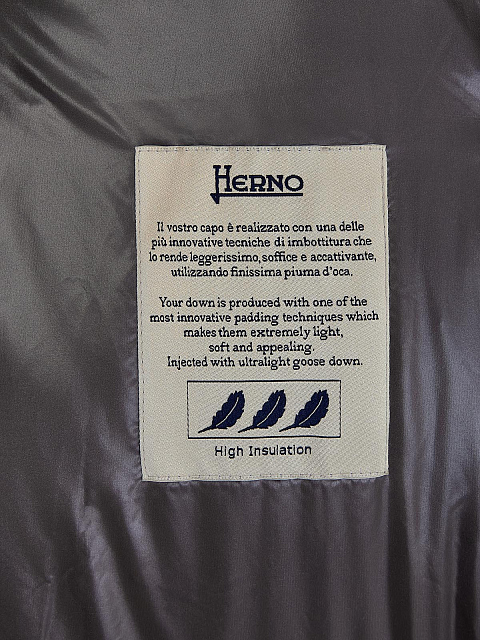 HERNO
Il vostro capo è realizzato con una delle
più innovative tecniche di imbottitura che
lo rende leggerissimo, soffice e accattivante,
utilizzando finissima piuma d'oca.
Your down is produced with one of the
most innovative padding techniques which
makes them extremely light,
soft and appealing.
Injected with ultralight goose down.
High Insulation